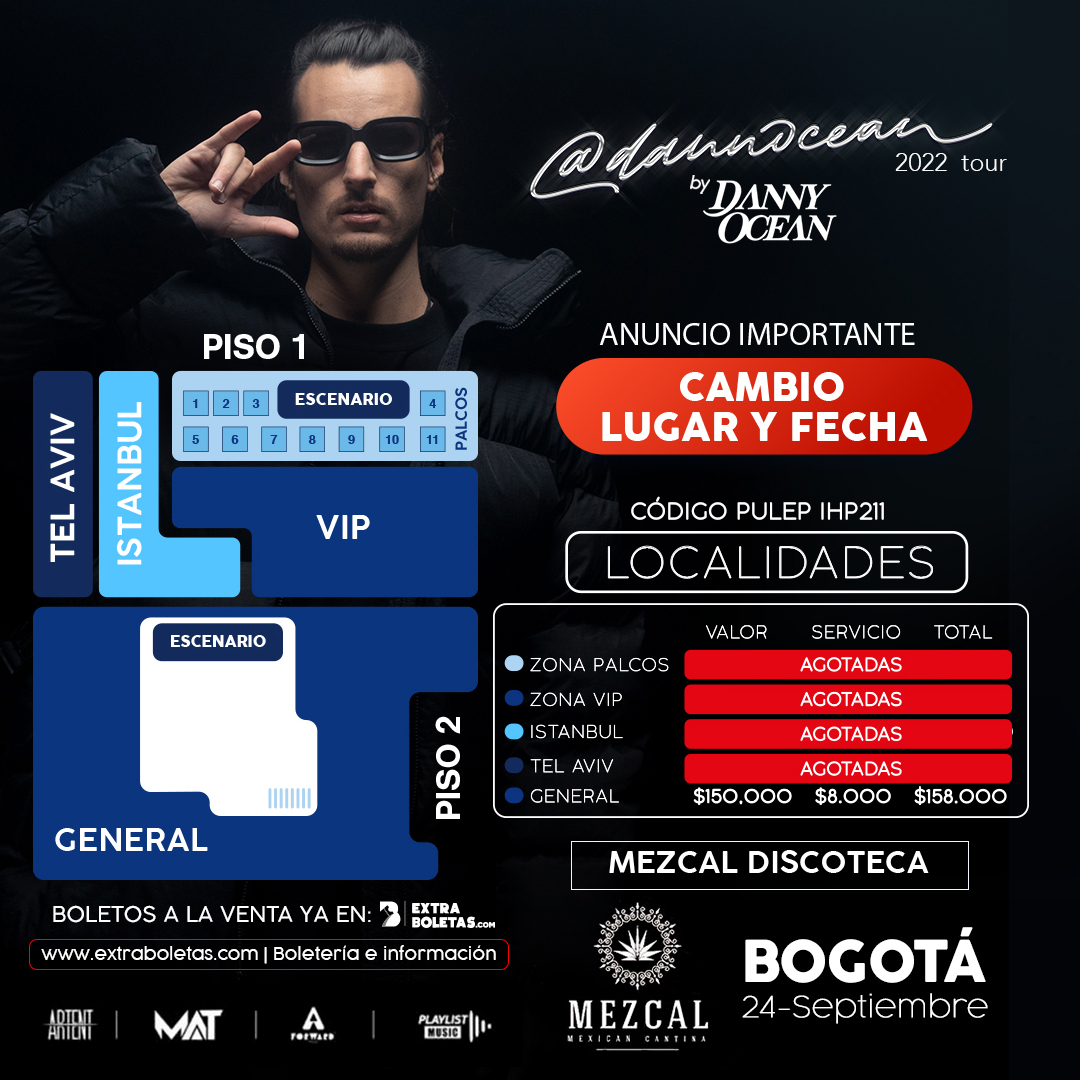 @dannocean
2022 tour
by DANNY
OCEAN
ANUNCIO IMPORTANTE
CAMBIO
LUGAR Y FECHA
PISO 1
TEL AVIV
ISTANBUL
1 2 3 ESCENARIO 4
5 6 7 8 9 10 11
PALCOS
VIP
ESCENARIO
PISO 2
GENERAL
CÓDIGO PULEP IHP211
LOCALIDADES
VALOR SERVICIO TOTAL
ZONA PALCOS AGOTADAS
ZONA VIP AGOTADAS
ISTANBUL AGOTADAS
TEL AVIV AGOTADAS
GENERAL $150.000 $8.000 $158.000
MEZCAL DISCOTECA
BOLETOS A LA VENTA YA EN: EXTRA
BOLETAS.com
www.extraboletas.com | Boletería e información
MEZCAL
MEXICAN CANTINA
BOGOTÁ
24-Septiembre
ARTENT | MAT | A FORWARD | PLAYLIST
MUSIC